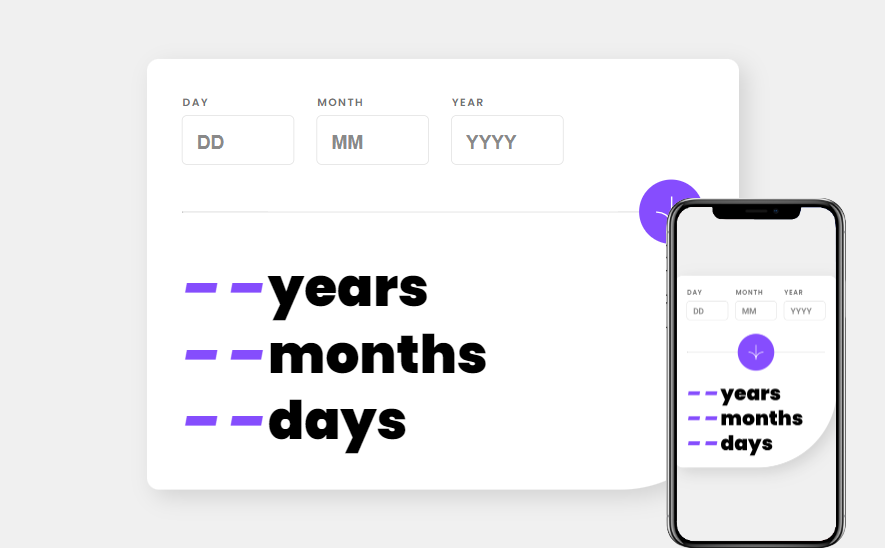 DAY MONTH YEAR
DD MM YYYY
-- years
-- months
-- days
DAY MONTH YEAR
DD MM YYYY
-- years
-- months
-- days